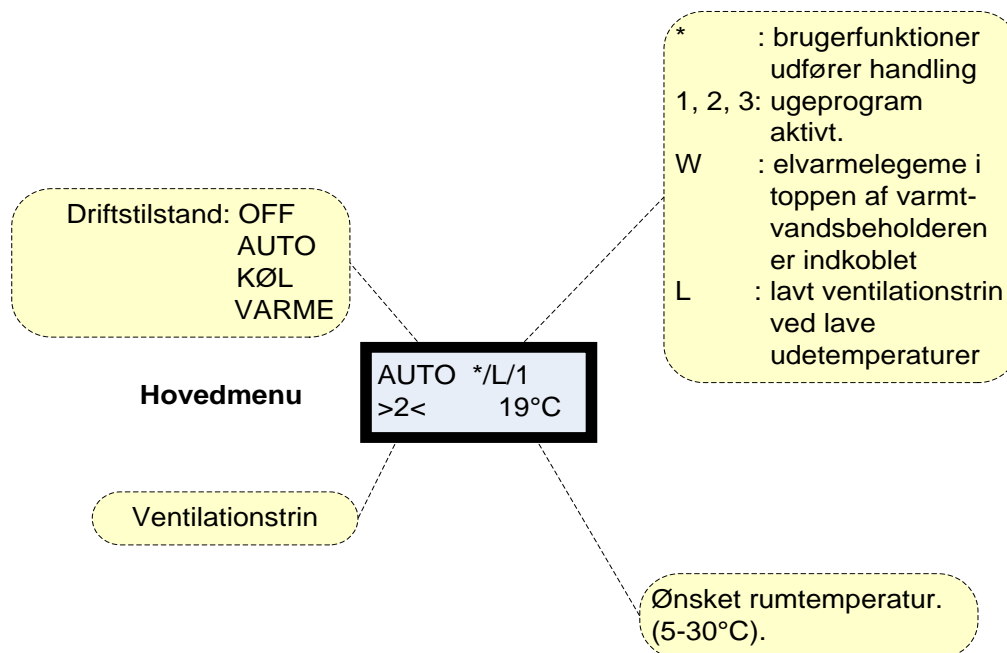 * : brugerfunktioner
udfører handling
1, 2, 3: ugeprogram
aktivt.
W : elvarmelegeme i
toppen af varmt-
vandsbeholderen
er indkoblet
L : lavt ventilationstrin
ved lave
udetemperaturer
Driftstilstand: OFF
AUTO
KØL
VARME
Hovedmenu
AUTO */L/1
>2< 19°C
Ventilationstrin
Ønsket rumtemperatur.
(5-30°C).